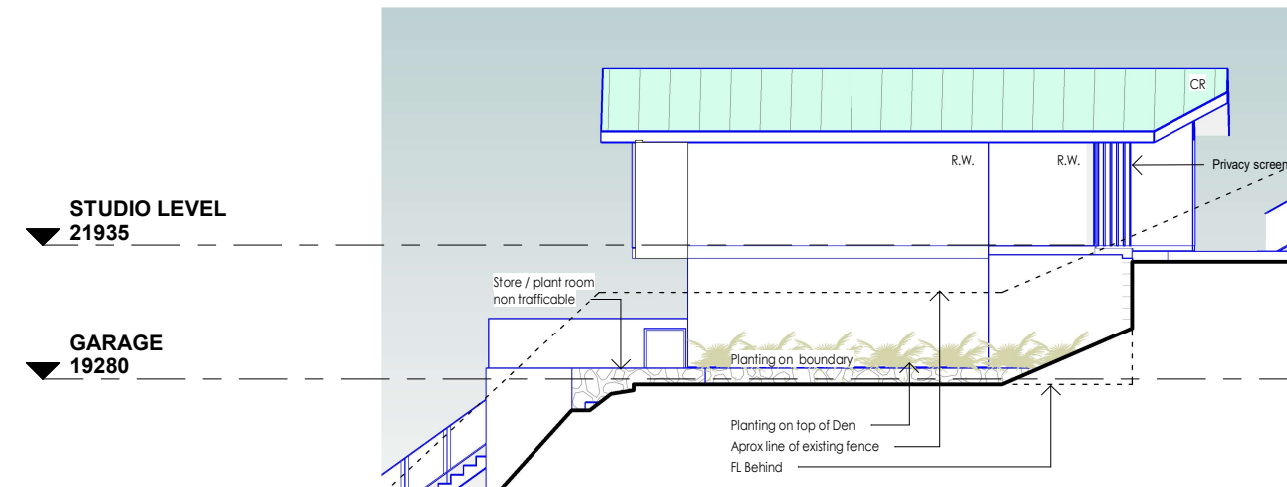 CR
R.W.
R.W.
Privacy screen
STUDIO LEVEL
21935
Store / plant room
non trafficable
GARAGE
19280
Planting on boundary
Planting on top of Den
Aprox line of existing fence
FL Behind